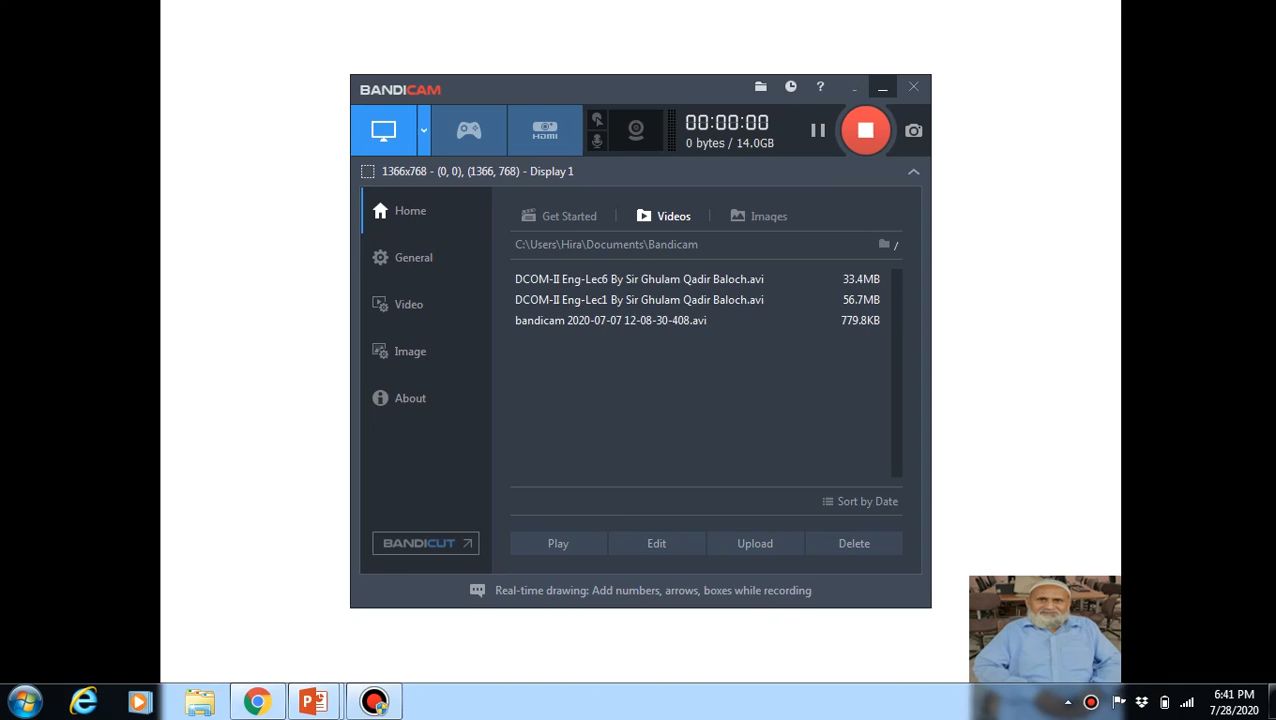 BANDICAM
?
HDMI
00:00:00
0 bytes / 14.0GB
1366x768 - (0, 0), (1366, 768) - Display 1
Home
General
Video
Image
About
BANDICUT
Get Started
Videos
Images
C:\Users\Hira\Documents\Bandicam
/
DCOM-II Eng-Lec6 By Sir Ghulam Qadir Baloch.avi 33.4MB
DCOM-II Eng-Lec1 By Sir Ghulam Qadir Baloch.avi 56.7MB
bandicam 2020-07-07 12-08-30-408.avi 779.8KB
Sort by Date
Play Edit Upload Delete
Real-time drawing: Add numbers, arrows, boxes while recording
6:41 PM
7/28/2020